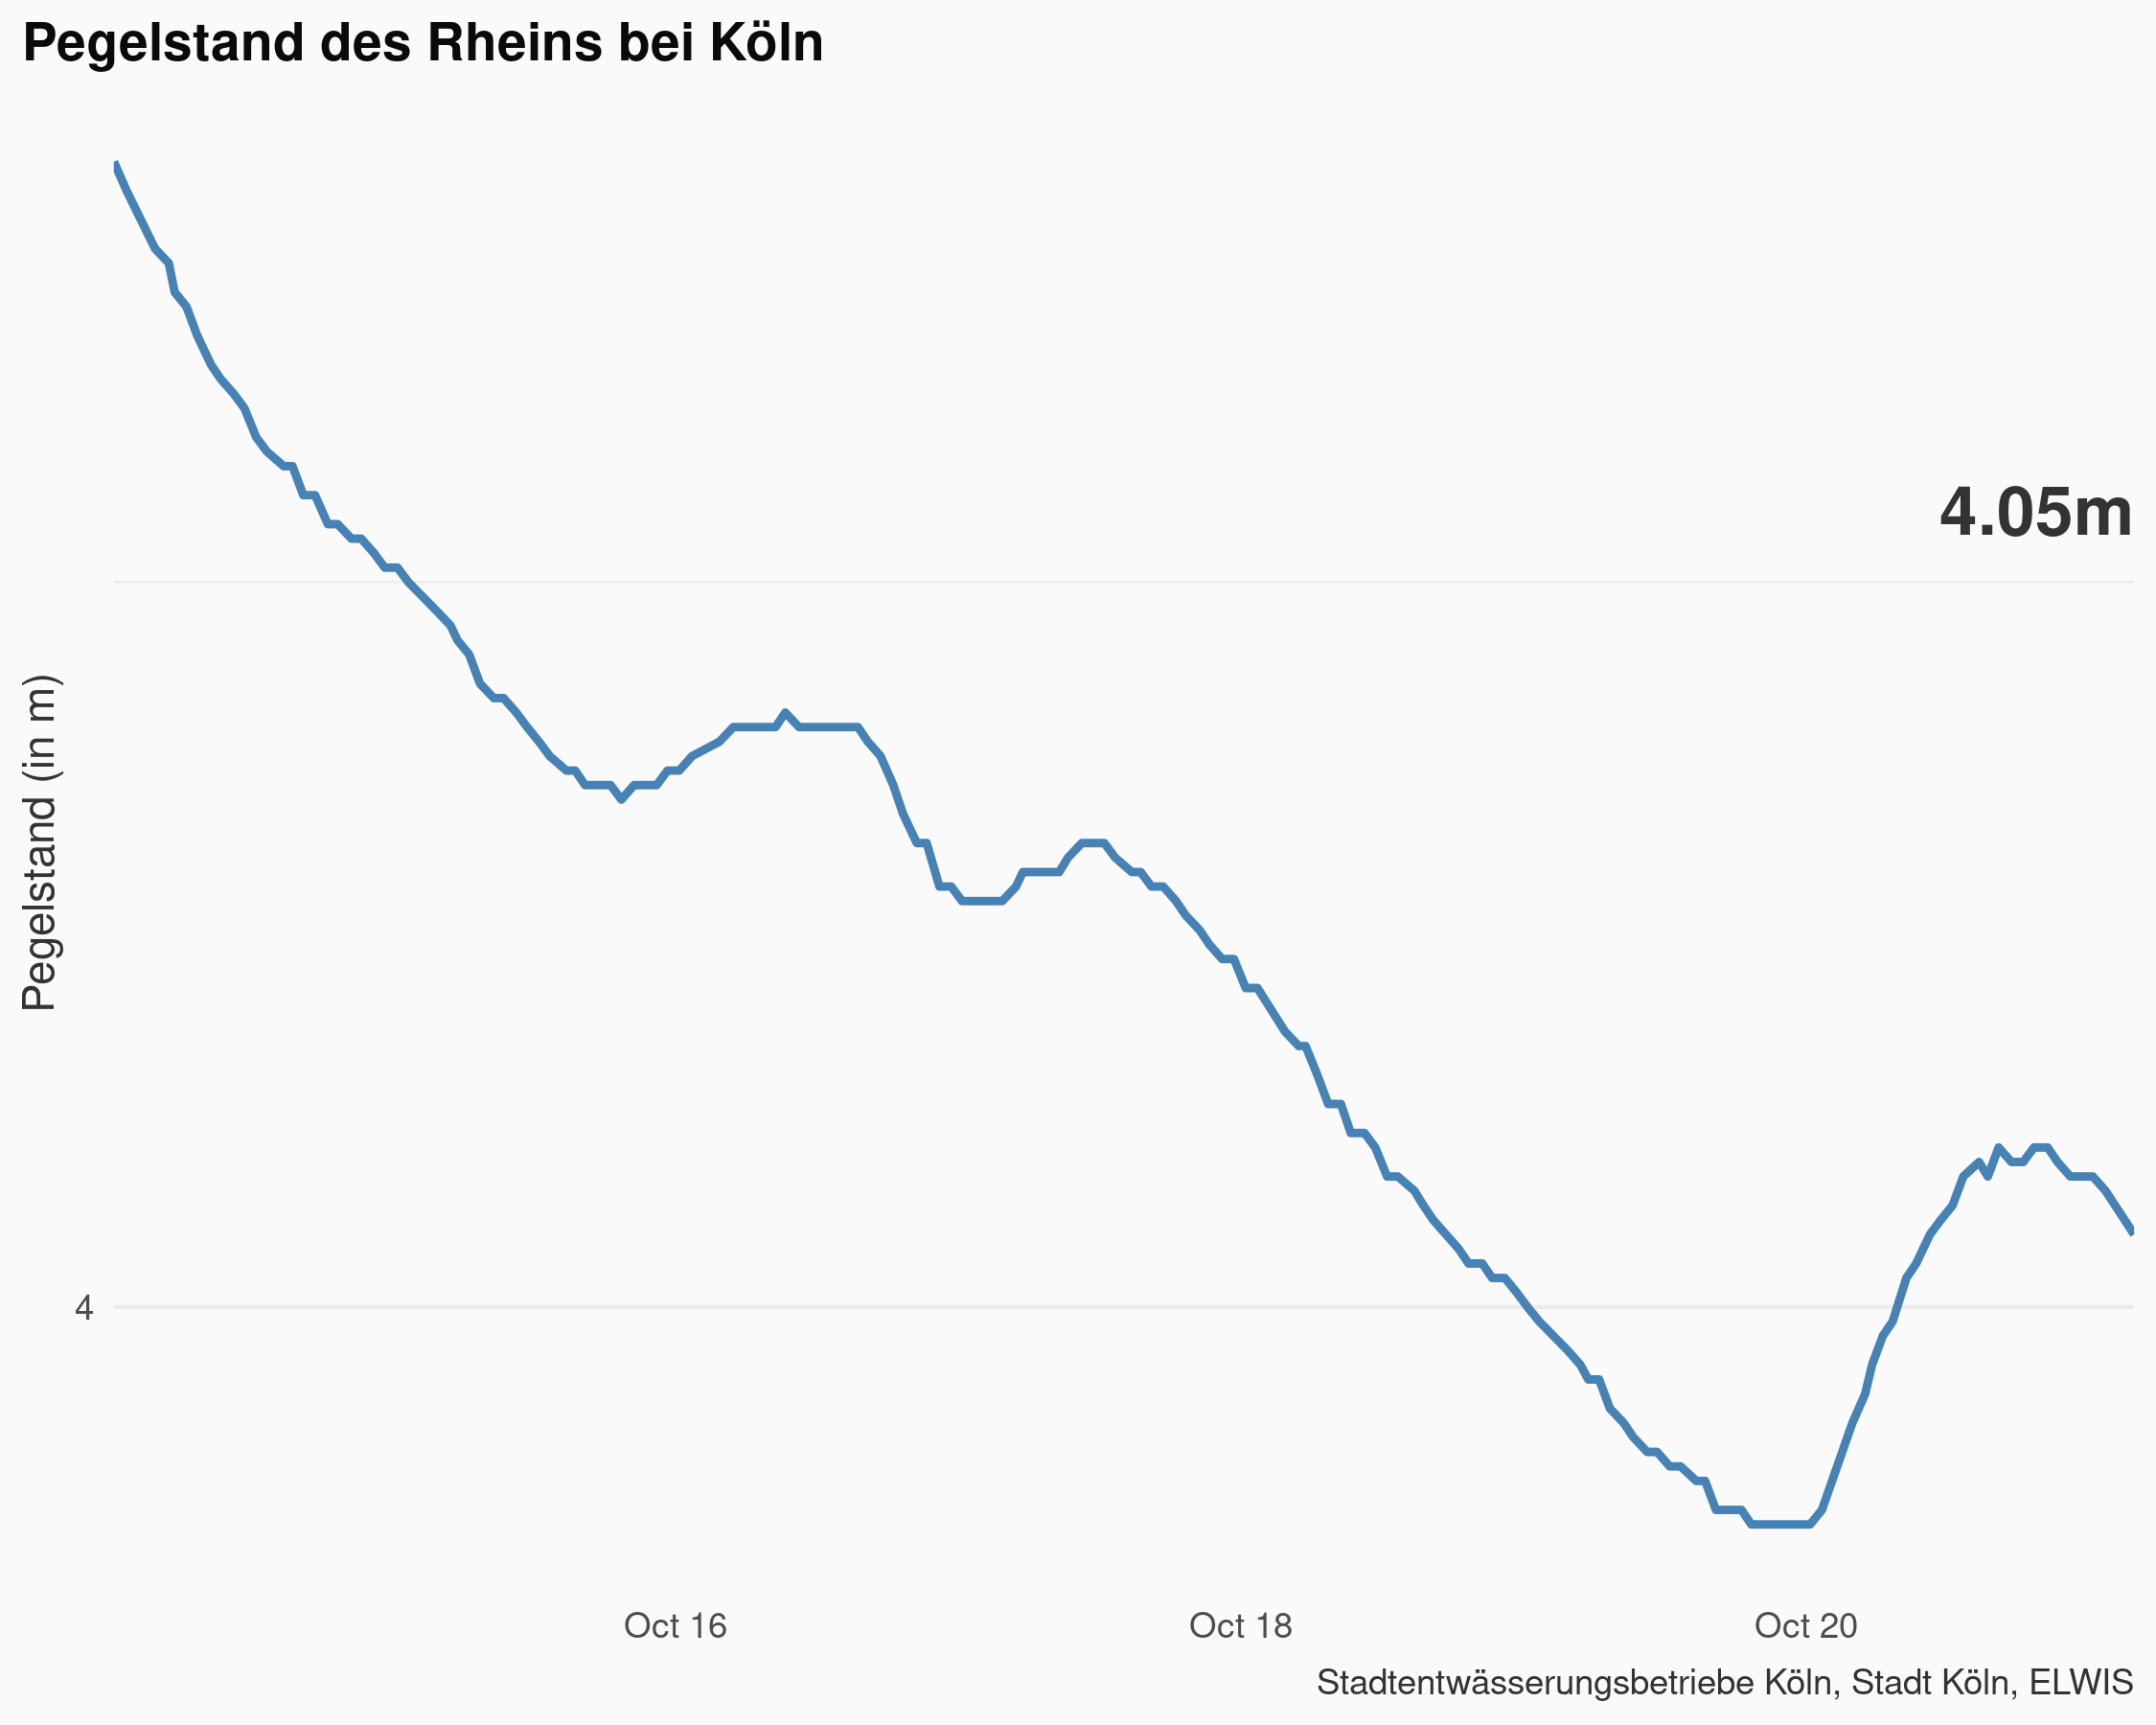 Pegelstand des Rheins bei Köln
4.05m
Pegelstand (in m)
4
Oct 16
Oct 18
Oct 20
Stadtentwässerungsbetriebe Köln, Stadt Köln, ELWIS